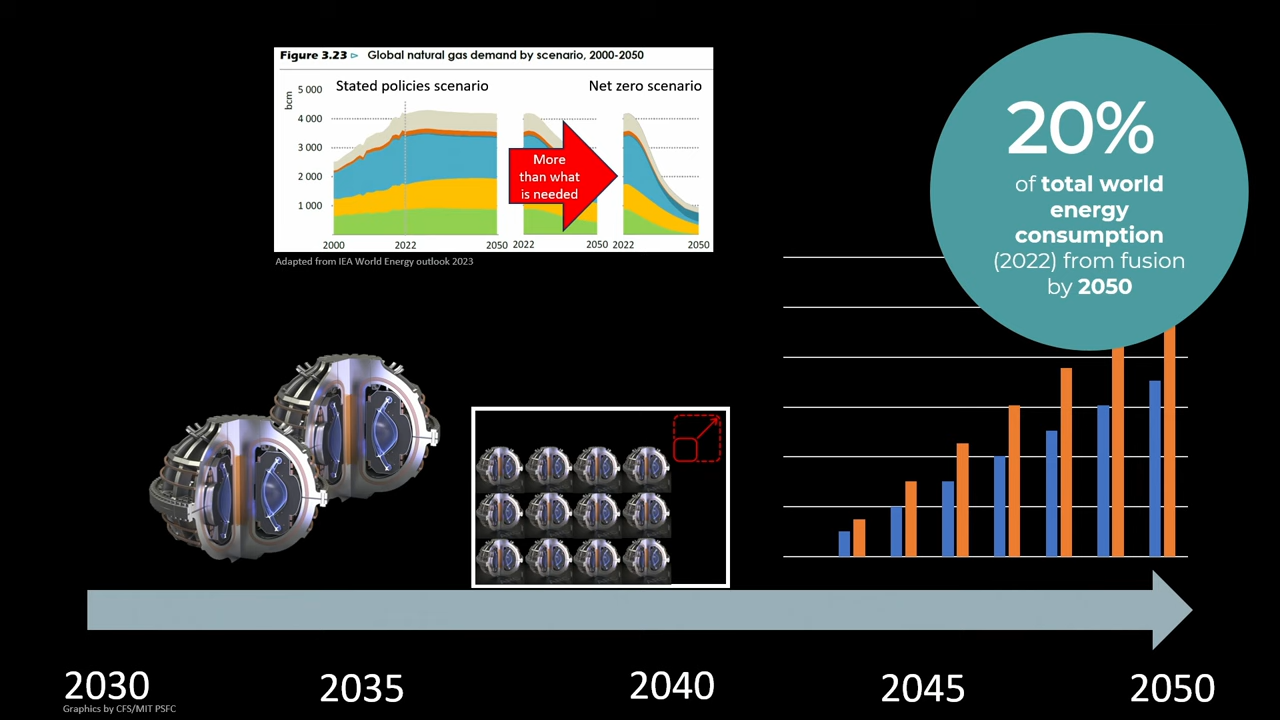 Figure 3.23 ▷ Global natural gas demand by scenario, 2000-2050
Stated policies scenario
Net zero scenario
bcm
5 000
4 000
3 000
2 000
1 000
More
than what
is needed
2000
2022
2050
2022
2050
2022
2050
Adapted from IEA World Energy outlook 2023
20%
of total world
energy
consumption
(2022) from fusion
by 2050
2030
2035
2040
2045
2050
Graphics by CFS/MIT PSFC